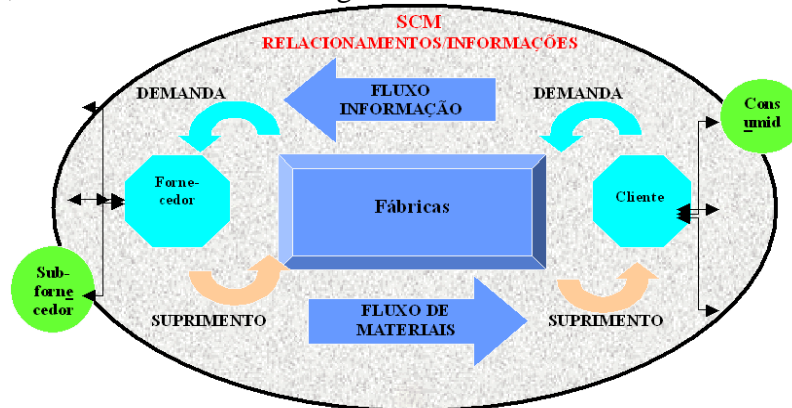 SCM
RELACIONAMENTOS/INFORMAÇÕES
DEMANDA
FLUXO
INFORMAÇÃO
DEMANDA
Cons
umid
Forne-
cedor
Fábricas
Cliente
Sub-
forne
cedor
SUPRIMENTO
FLUXO DE
MATERIAIS
SUPRIMENTO